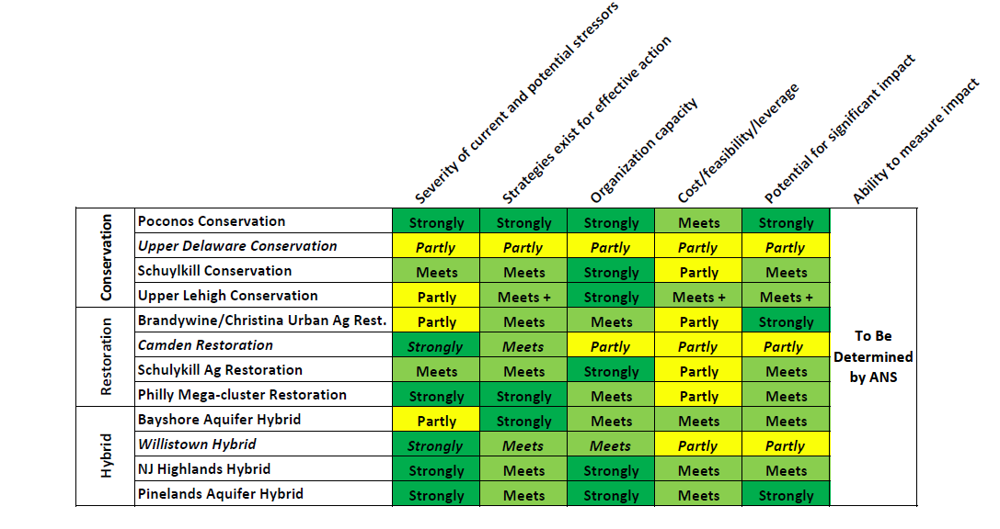 Severity of current and potential stressors
Strategies exist for effective action
Organization capacity
Cost/feasibility/leverage
Potential for significant impact
Ability to measure impact
Conservation
Poconos Conservation Strongly Strongly Strongly Meets Strongly
Upper Delaware Conservation Partly Partly Partly Partly Partly
Schuylkill Conservation Meets Meets Strongly Partly Meets
Upper Lehigh Conservation Partly Meets + Strongly Meets + Meets +
Restoration
Brandywine/Christina Urban Ag Rest. Partly Meets Meets Partly Strongly
Camden Restoration Strongly Meets Partly Partly Partly
Schulykill Ag Restoration Meets Meets Strongly Partly Meets
Philly Mega-cluster Restoration Strongly Strongly Meets Partly Meets
Hybrid
Bayshore Aquifer Hybrid Partly Strongly Meets Meets Meets
Willistown Hybrid Strongly Meets Meets Partly Partly
NJ Highlands Hybrid Strongly Meets Strongly Meets Meets
Pinelands Aquifer Hybrid Strongly Meets Strongly Meets Strongly
To Be
Determined
by ANS